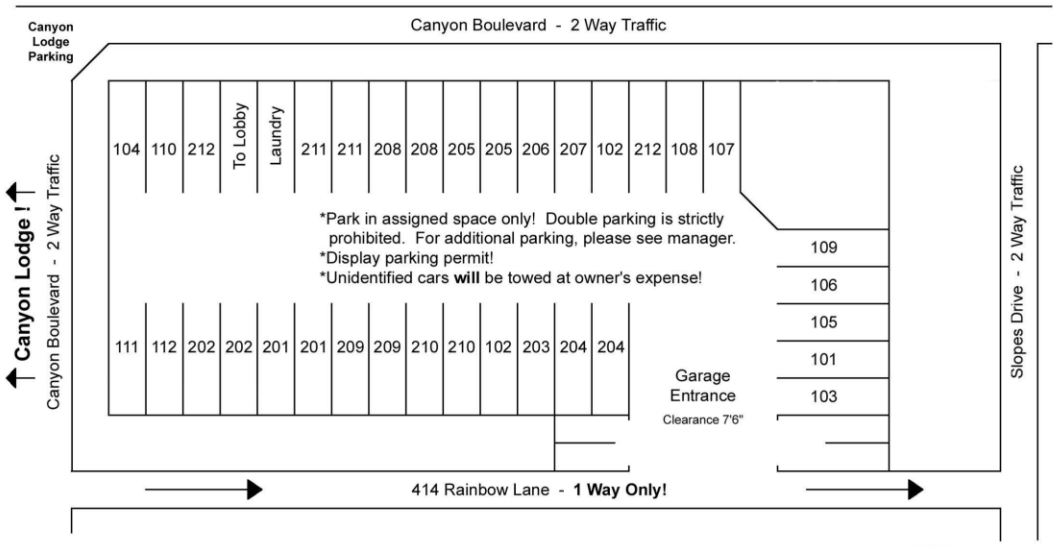 Canyon Boulevard - 2 Way Traffic
Canyon
Lodge
Parking
104 110 212 To Lobby Laundry 211 211 208 208 205 205 206 207 102 212 108 107
Canyon Lodge !
Canyon Boulevard - 2 Way Traffic
*Park in assigned space only! Double parking is strictly
prohibited. For additional parking, please see manager.
*Display parking permit!
*Unidentified cars will be towed at owner's expense!
109
106
105
101
103
Slopes Drive - 2 Way Traffic
111 112 202 202 201 201 209 209 210 210 102 203 204 204
Garage
Entrance
Clearance 7'6"
414 Rainbow Lane - 1 Way Only!